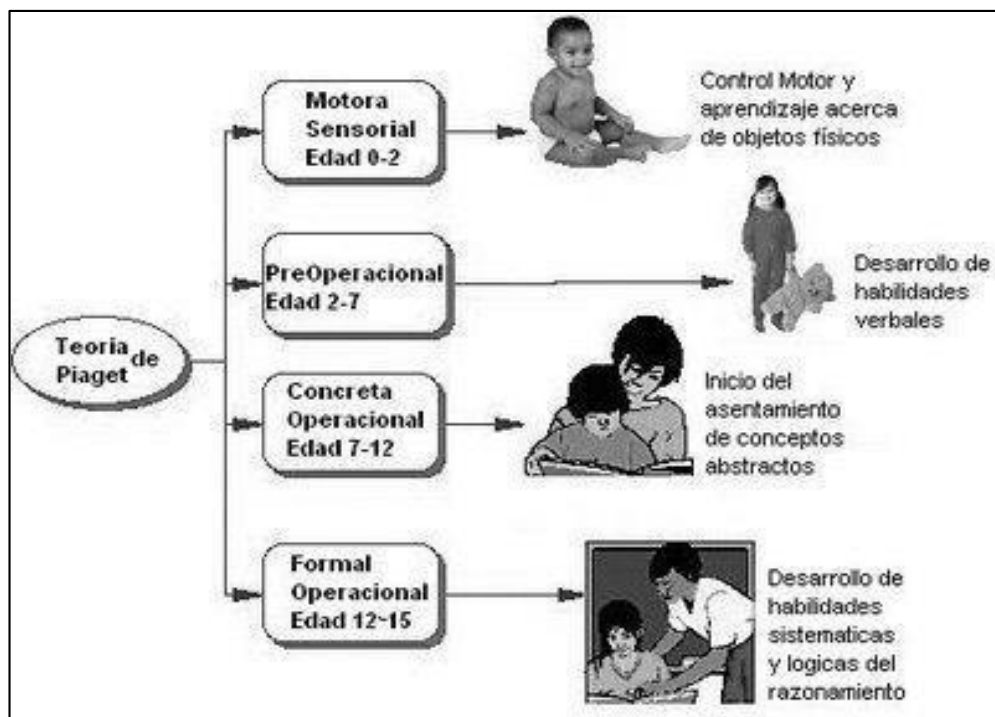 Teoria de
Piaget
Motora
Sensorial
Edad 0-2
Control Motor y
aprendizaje acerca
de objetos físicos
PreOperacional
Edad 2-7
Desarrollo de
habilidades
verbales
Concreta
Operacional
Edad 7-12
Inicio del
asentamiento
de conceptos
abstractos
Formal
Operacional
Edad 12~15
Desarrollo de
habilidades
sistematicas
y logicas del
razonamiento